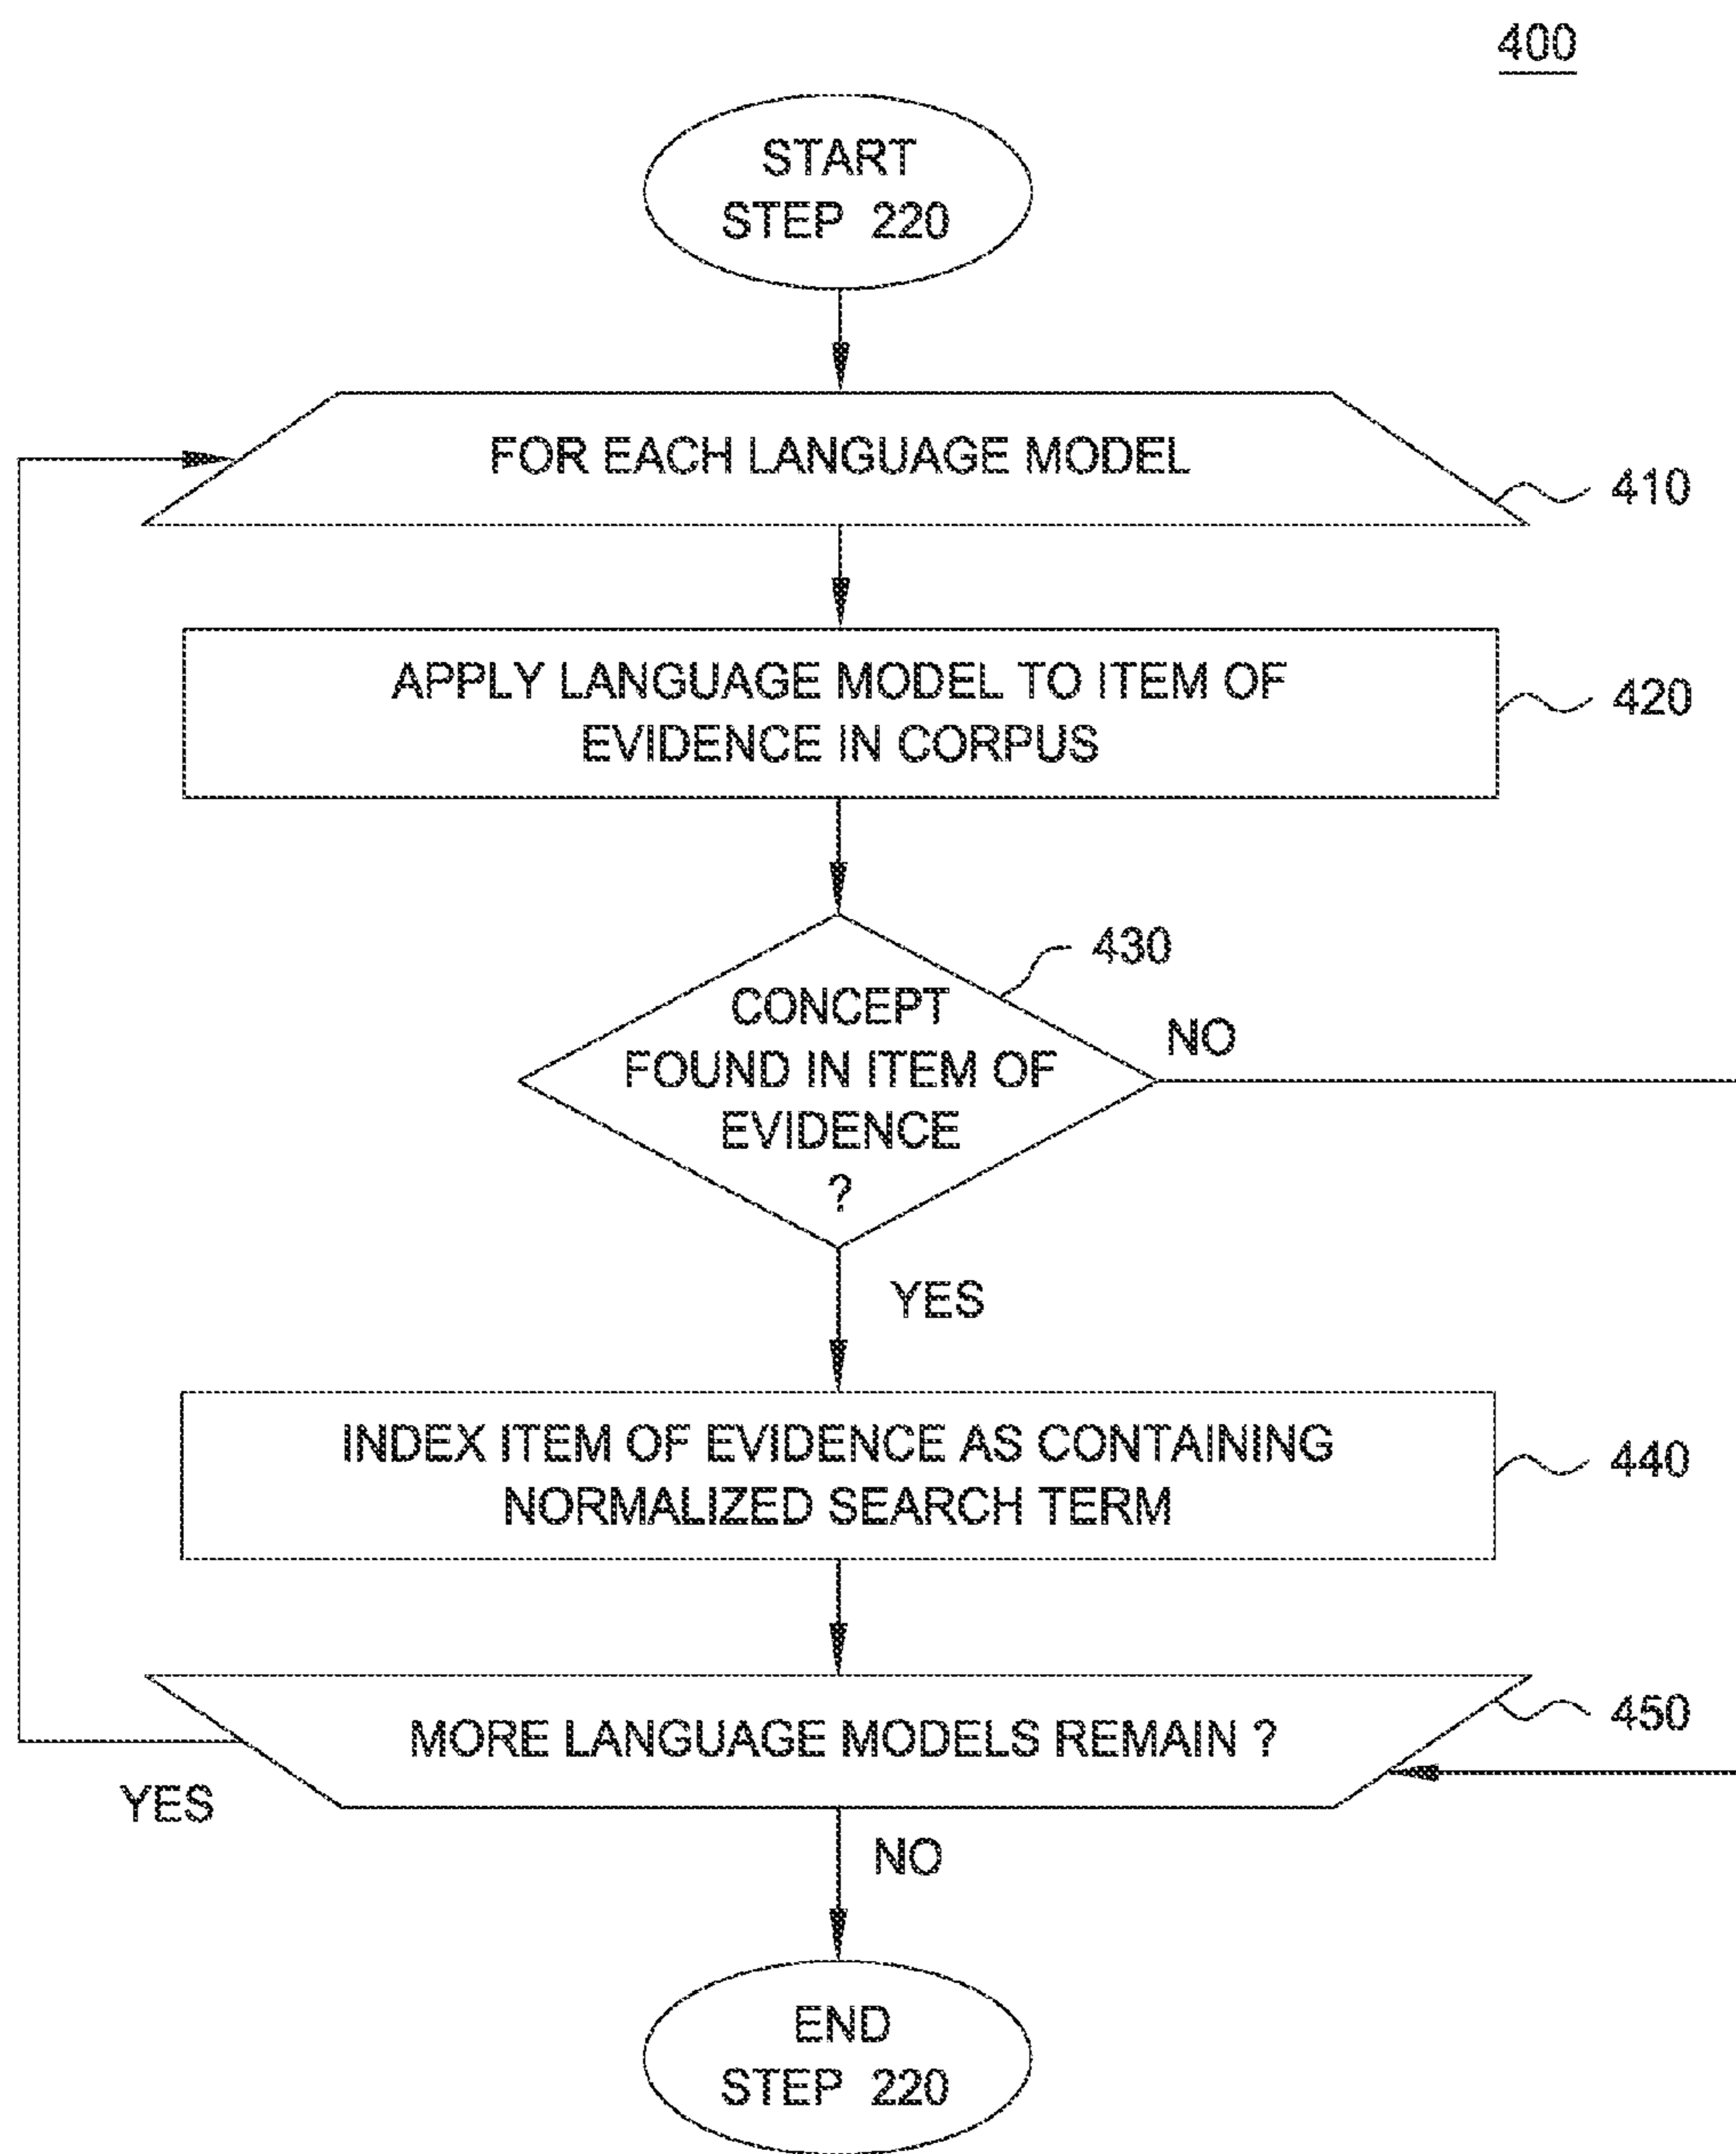 400
START
STEP 220
FOR EACH LANGUAGE MODEL
410
APPLY LANGUAGE MODEL TO ITEM OF
EVIDENCE IN CORPUS
420
430
CONCEPT
FOUND IN ITEM OF
EVIDENCE
?
NO
YES
INDEX ITEM OF EVIDENCE AS CONTAINING
NORMALIZED SEARCH TERM
440
MORE LANGUAGE MODELS REMAIN ?
450
YES
NO
END
STEP 220